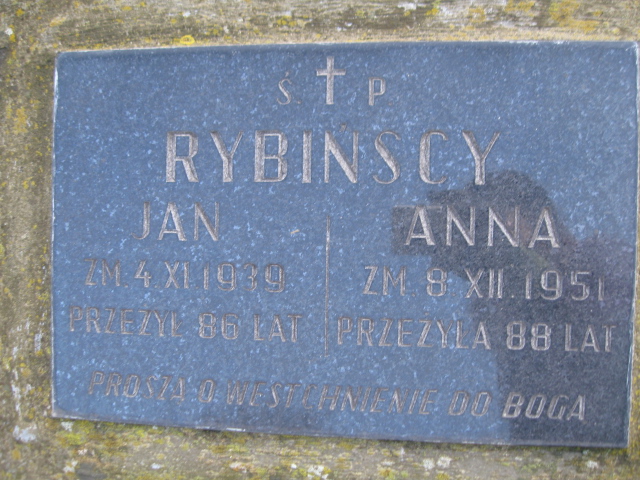 Ś. P
RYBIŃSCY
JAN
ZM. 4. XI. 1939
PRZEŻYŁ 86 LAT
ANNA
ZM. 8 XII. 1951
PRZEŻYŁA 88 LAT
PROSZĄ O WESTCHNIENIE DO BOGA